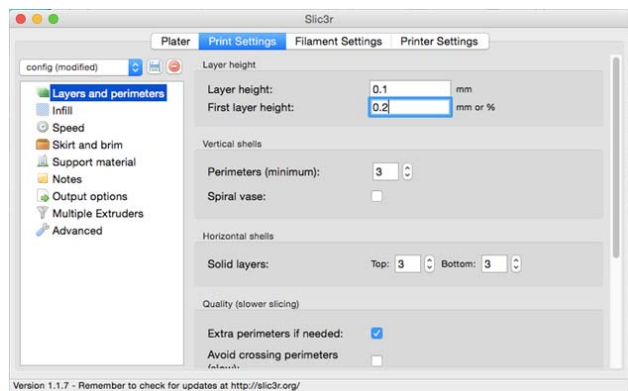 Slic3r
Plater Print Settings Filament Settings Printer Settings
config (modified)
Layers and perimeters
Infill
Speed
Skirt and brim
Support material
Notes
Output options
Multiple Extruders
Advanced
Layer height
Layer height: 0.1 mm
First layer height: 0.2 mm or %
Vertical shells
Perimeters (minimum): 3
Spiral vase:
Horizontal shells
Solid layers: Top: 3 Bottom: 3
Quality (slower slicing)
Extra perimeters if needed:
Avoid crossing perimeters
Version 1.1.7 - Remember to check for updates at http://slic3r.org/